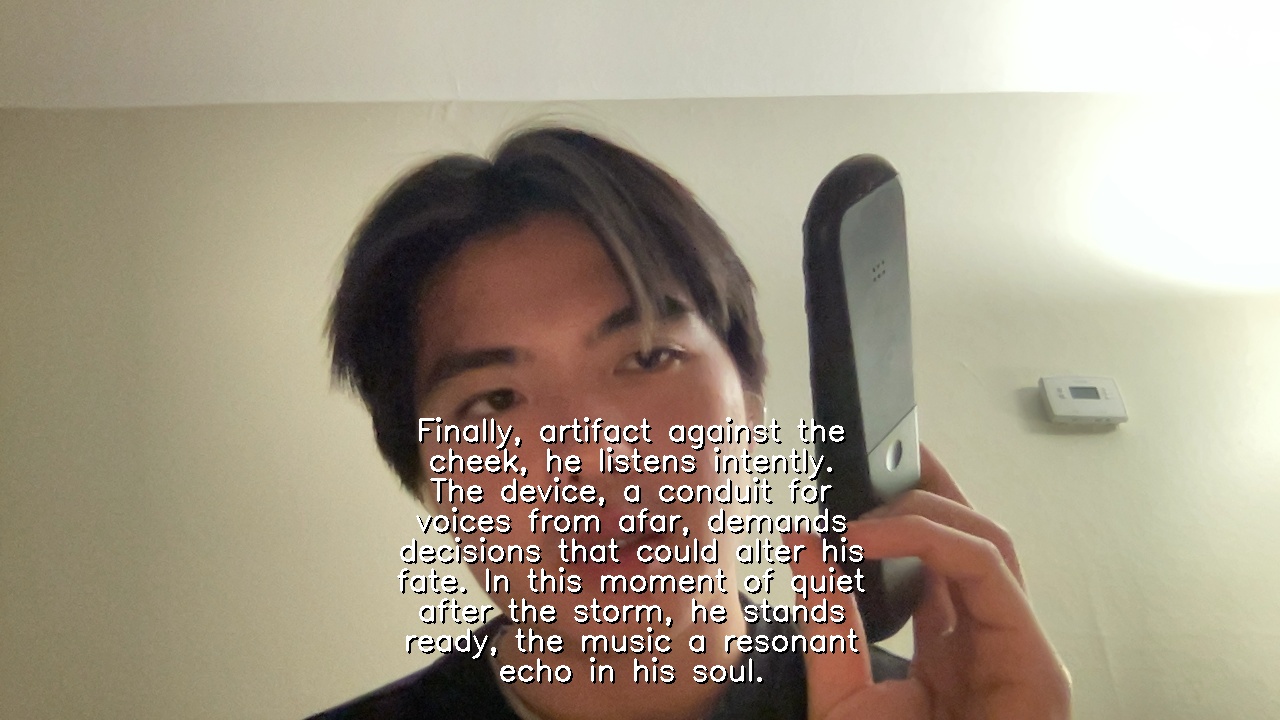 Finally, artifact against the
cheek, he listens intently.
The device, a conduit for
voices from afar, demands
decisions that could alter his
fate. In this moment of quiet
after the storm, he stands
ready, the music a resonant
echo in his soul.